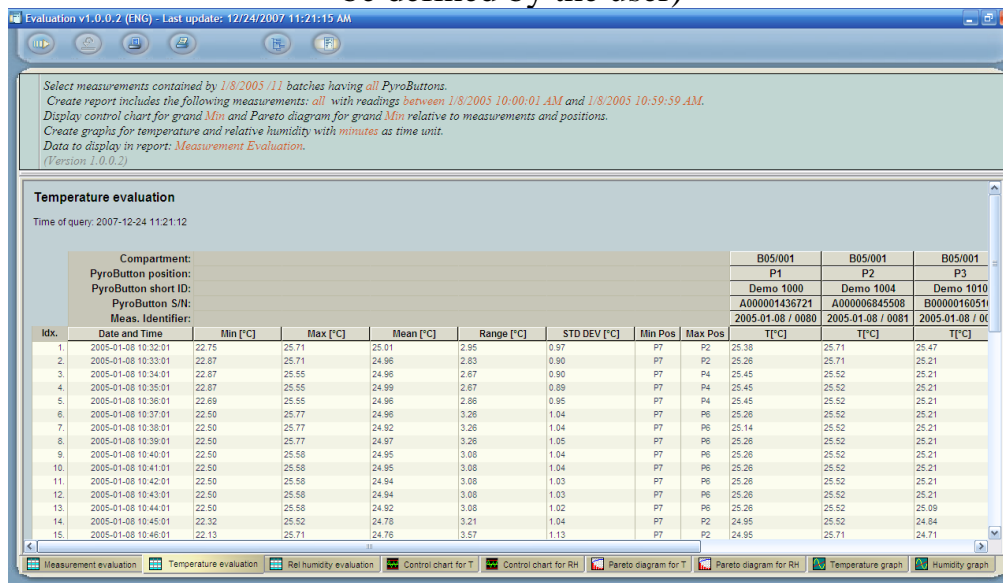 be defined by the user)
Evaluation v1.0.0.2 (ENG) - Last update: 12/24/2007 11:21:15 AM
Select measurements contained by 1/8/2005 /11 batches having all PyroButtons.
Create report includes the following measurements: all with readings between 1/8/2005 10:00:01 AM and 1/8/2005 10:59:59 AM.
Display control chart for grand Min and Pareto diagram for grand Min relative to measurements and positions.
Create graphs for temperature and relative humidity with minutes as time unit.
Data to display in report: Measurement Evaluation.
(Version 1.0.0.2)
Temperature evaluation
Time of query: 2007-12-24 11:21:12
Compartment: B05/001 B05/001 B05/001
PyroButton position: P1 P2 P3
PyroButton short ID: Demo 1000 Demo 1004 Demo 1010
PyroButton S/N: A000001436721 A000006845508 B0000016051
Meas. Identifier: 2005-01-08 / 0080 2005-01-08 / 0081 2005-01-08 / 00
Idx. Date and Time Min [°C] Max [°C] Mean [°C] Range [°C] STD DEV [°C] Min Pos Max Pos T[°C] T[°C] T[°C]
1. 2005-01-08 10:32:01 22.75 25.71 25.01 2.95 0.97 P7 P2 25.38 25.71 25.47
2. 2005-01-08 10:33:01 22.87 25.71 24.96 2.83 0.90 P7 P2 25.26 25.71 25.21
3. 2005-01-08 10:34:01 22.87 25.55 24.96 2.67 0.90 P7 P4 25.45 25.52 25.21
4. 2005-01-08 10:35:01 22.87 25.55 24.99 2.67 0.89 P7 P4 25.45 25.52 25.21
5. 2005-01-08 10:36:01 22.69 25.55 24.96 2.86 0.95 P7 P4 25.45 25.52 25.21
6. 2005-01-08 10:37:01 22.50 25.77 24.96 3.26 1.04 P7 P6 25.26 25.52 25.21
7. 2005-01-08 10:38:01 22.50 25.77 24.92 3.26 1.04 P7 P6 25.14 25.52 25.21
8. 2005-01-08 10:39:01 22.50 25.77 24.97 3.26 1.05 P7 P6 25.26 25.52 25.21
9. 2005-01-08 10:40:01 22.50 25.58 24.95 3.08 1.04 P7 P6 25.26 25.52 25.21
10. 2005-01-08 10:41:01 22.50 25.58 24.95 3.08 1.04 P7 P6 25.26 25.52 25.21
11. 2005-01-08 10:42:01 22.50 25.58 24.94 3.08 1.03 P7 P6 25.26 25.52 25.21
12. 2005-01-08 10:43:01 22.50 25.58 24.94 3.08 1.03 P7 P6 25.26 25.52 25.21
13. 2005-01-08 10:44:01 22.50 25.58 24.92 3.08 1.02 P7 P6 25.26 25.52 25.09
14. 2005-01-08 10:45:01 22.32 25.52 24.78 3.21 1.04 P7 P2 24.95 25.52 24.84
15. 2005-01-08 10:46:01 22.13 25.71 24.76 3.57 1.13 P7 P2 24.95 25.71 24.71
Measurement evaluation Temperature evaluation Rel humidity evaluation Control chart for T Control chart for RH Pareto diagram for T Pareto diagram for RH Temperature graph Humidity graph